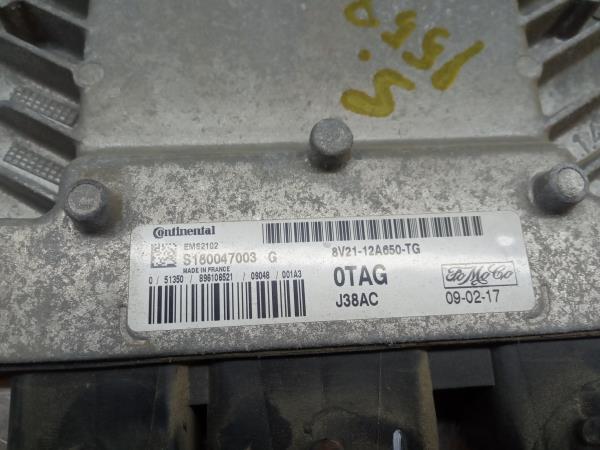 Continental
EMS2102
S180047003 G
MADE IN FRANCE
0 / 51350 / 896106521 / 09048 / 001A3
8V21-12A650-TG
0TAG
J38AC
FoMoCo
09-02-17